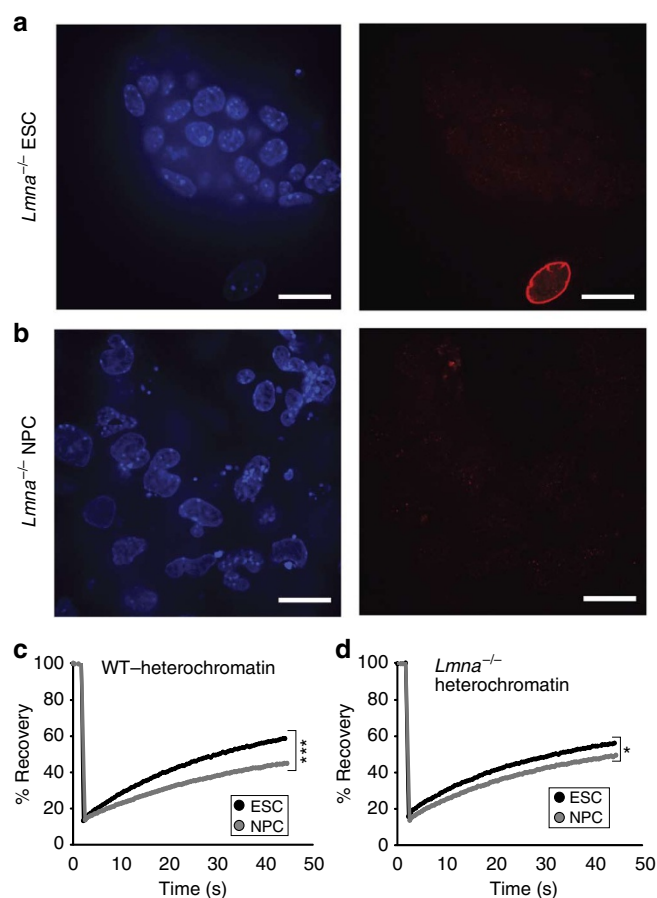 a
Lmna–/– ESC
b
Lmna–/– NPC
c
WT–heterochromatin
100
80
60
40
20
0
% Recovery
***
ESC
NPC
0 10 20 30 40 50
Time (s)
d
Lmna–/–
heterochromatin
100
80
60
40
20
0
% Recovery
*
ESC
NPC
0 10 20 30 40 50
Time (s)